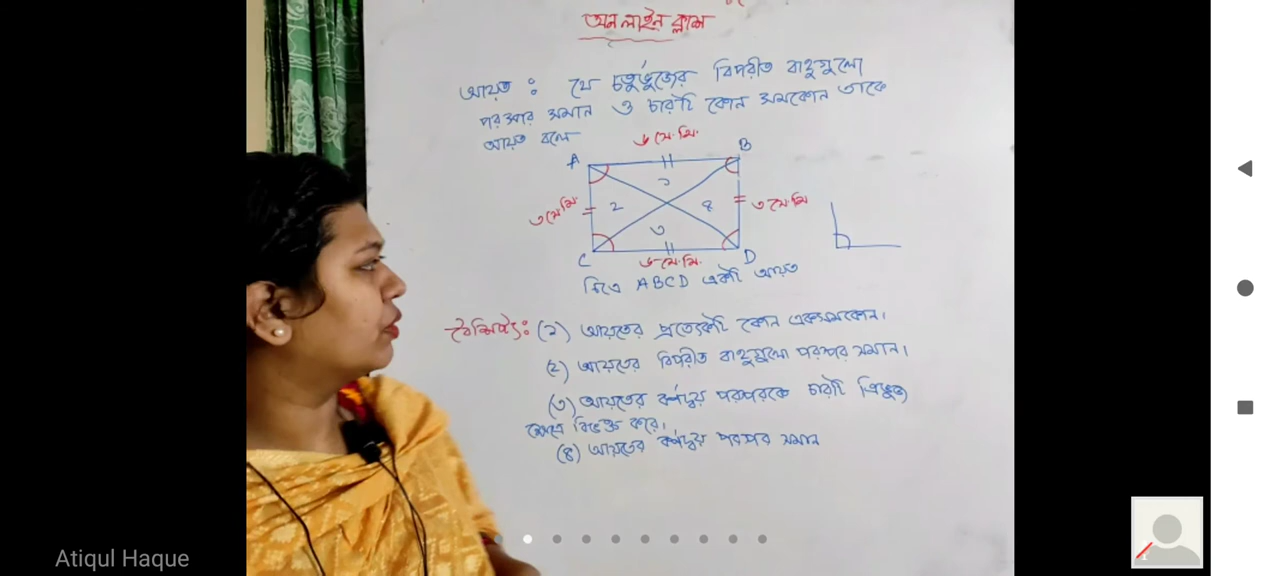 অনলাইন ক্লাস
আয়ত : যে চতুর্ভুজের বিপরীত বাহুগুলো
পরস্পর সমান ও চারটি কোন সমকোন তাকে
আয়ত বলে
৬ সে.মি.
A B
১
৩ সে.মি ২ ৪ ৩ সে.মি
৩
C D
৬ সে.মি.
চিত্রে ABCD একটি আয়ত
বৈশিষ্ট্য: (১) আয়তের প্রত্যেকটি কোন একসমকোন।
(২) আয়তের বিপরীত বাহুগুলো পরস্পর সমান।
(৩) আয়তের কর্ণদ্বয় পরস্পরকে চারটি ত্রিভুজ
ক্ষেত্রে বিভক্ত করে।
(৪) আয়তের কর্ণদ্বয় পরস্পর সমান
Atiqul Haque